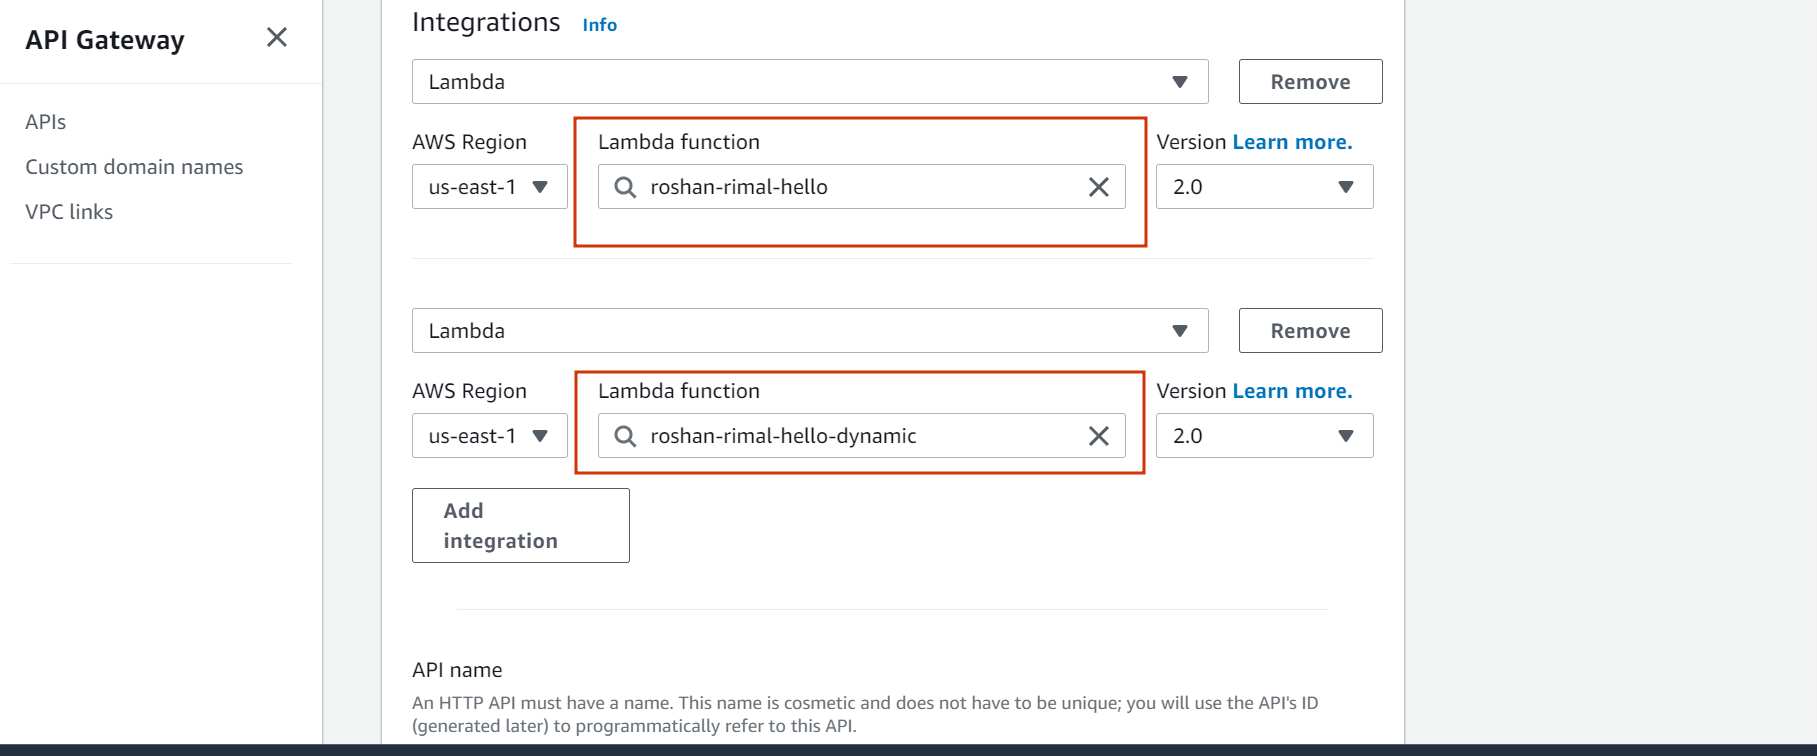 API Gateway
APIs
Custom domain names
VPC links
Integrations Info
Lambda Remove
AWS Region Lambda function Version Learn more.
us-east-1 roshan-rimal-hello 2.0
Lambda Remove
AWS Region Lambda function Version Learn more.
us-east-1 roshan-rimal-hello-dynamic 2.0
Add
integration
API name
An HTTP API must have a name. This name is cosmetic and does not have to be unique; you will use the API's ID
(generated later) to programmatically refer to this API.